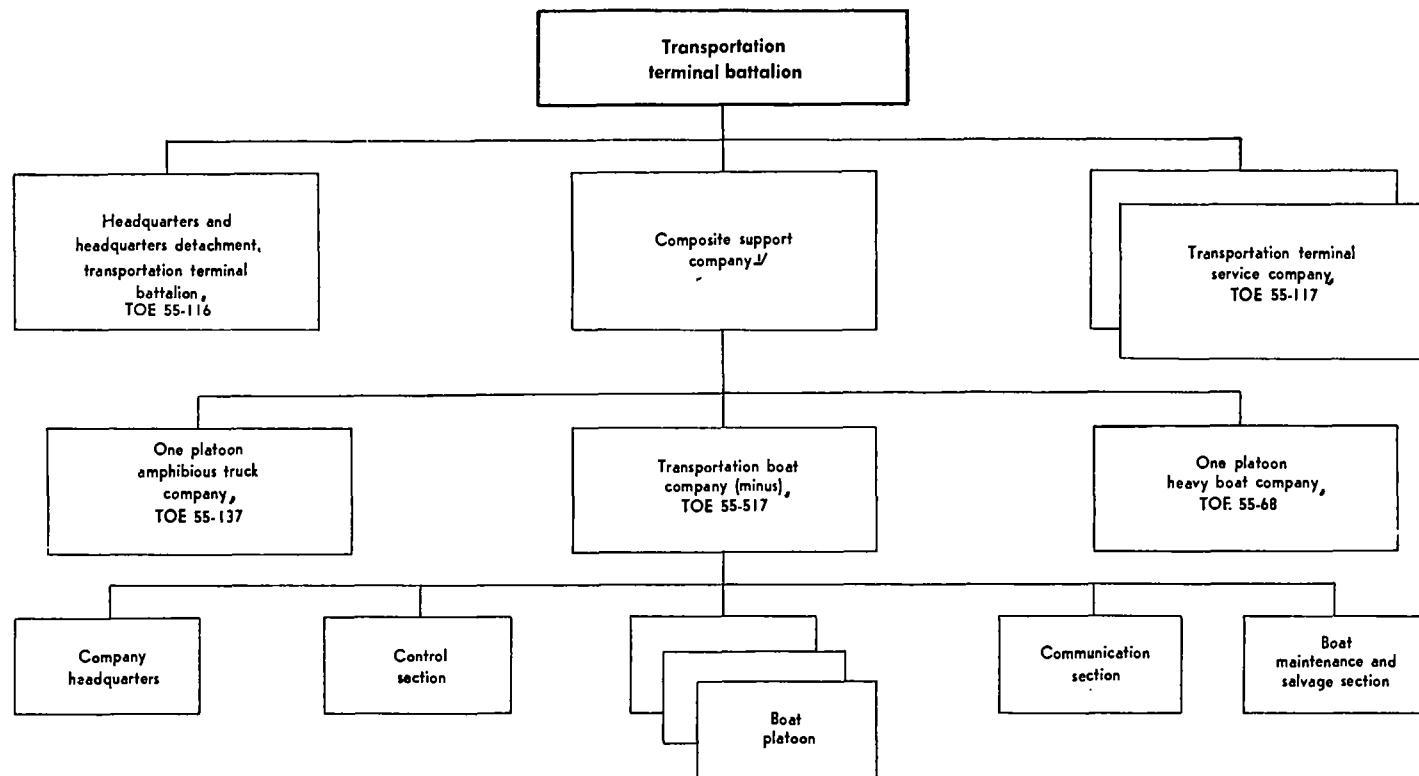 Transportation
terminal battalion
Headquarters and
headquarters detachment,
transportation terminal
battalion,
TOE 55-116
Composite support
company 1/
Transportation terminal
service company,
TOE 55-117
One platoon
amphibious truck
company,
TOE 55-137
Transportation boat
company (minus),
TOE 55-517
One platoon
heavy boat company,
TOE 55-68
Company
headquarters
Control
section
Boat
platoon
Communication
section
Boat
maintenance and
salvage section